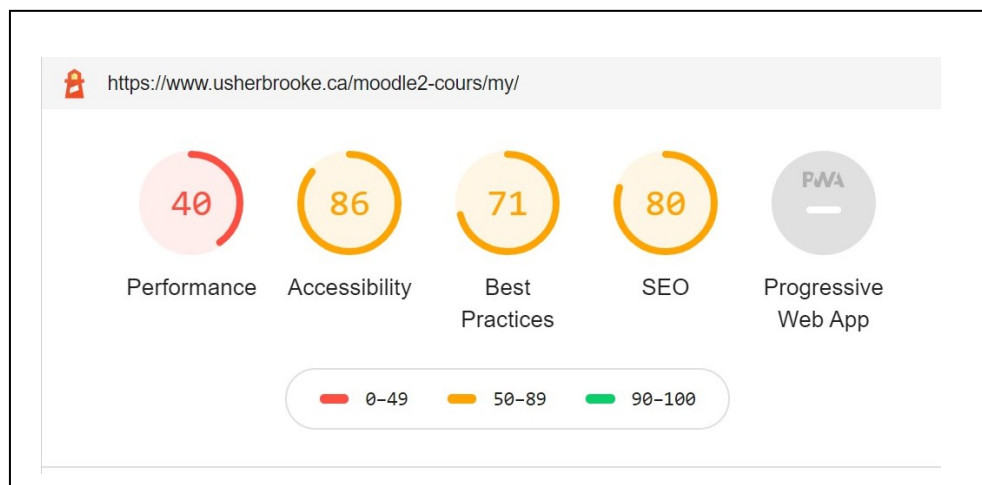 https://www.usherbrooke.ca/moodle2-cours/my/
40 86 71 80 PWA
Performance Accessibility Best Practices SEO Progressive Web App
0–49 50–89 90–100